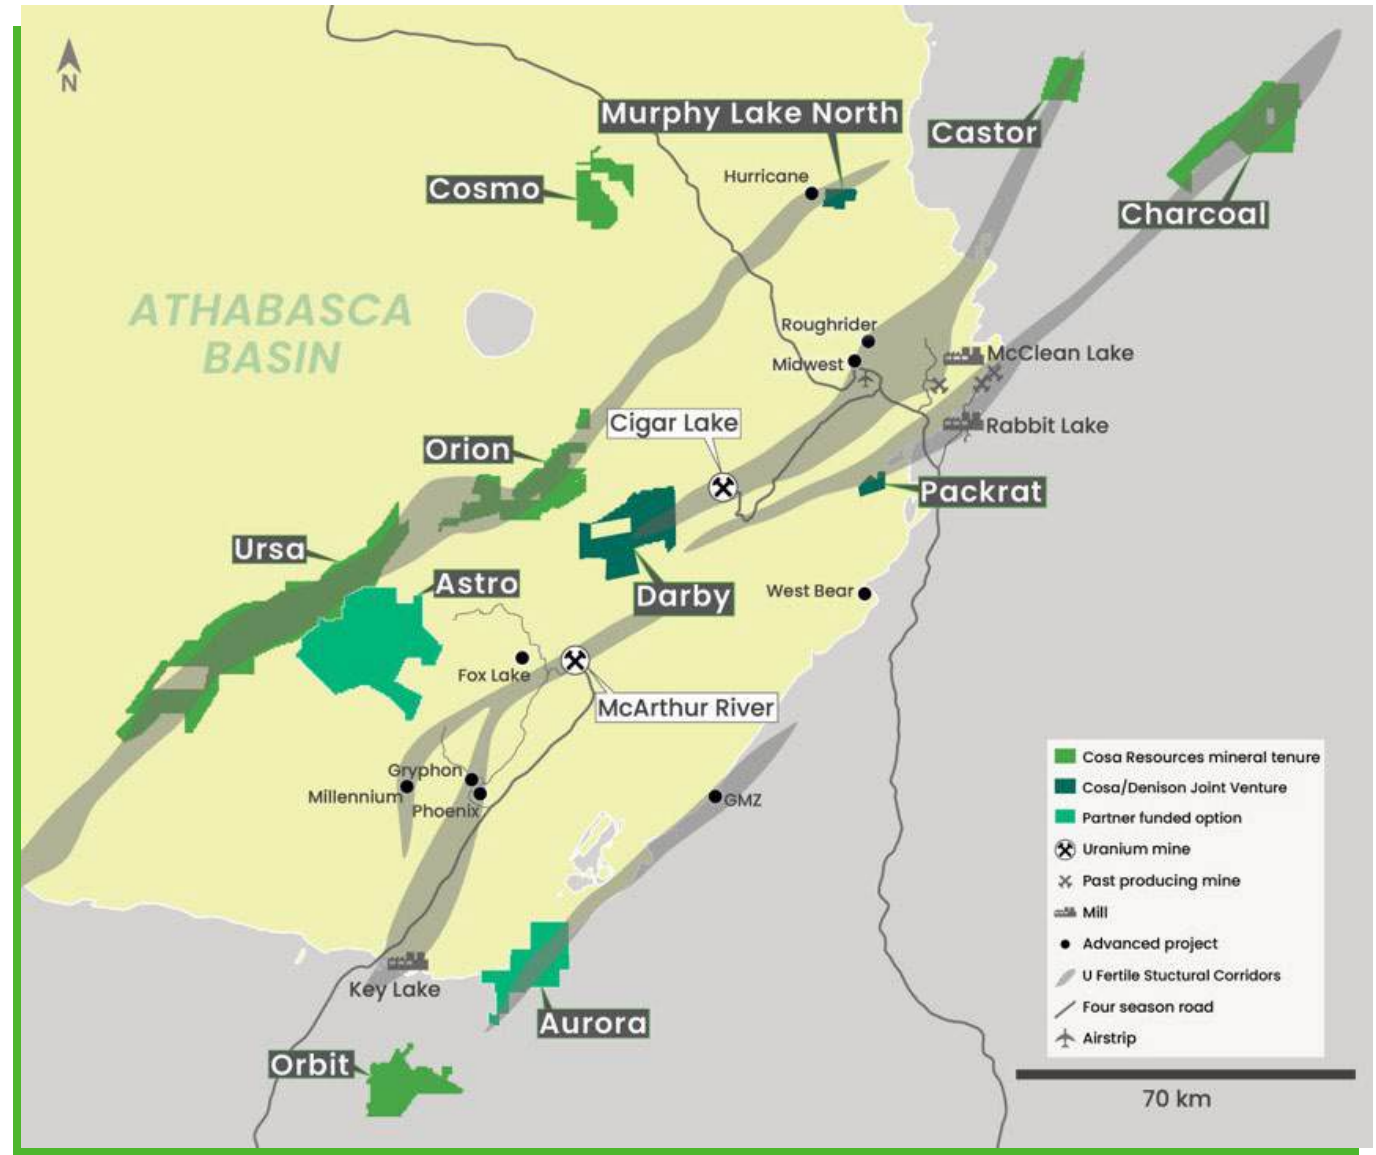 N
Murphy Lake North
Castor
Hurricane
Cosmo
Charcoal
ATHABASCA
BASIN
Roughrider
McClean Lake
Midwest
Cigar Lake
Rabbit Lake
Orion
Packrat
Ursa
Astro
Darby
West Bear
Fox Lake
McArthur River
Gryphon
Millennium
Phoenix
GMZ
Key Lake
Aurora
Orbit
Cosa Resources mineral tenure
Cosa/Denison Joint Venture
Partner funded option
Uranium mine
Past producing mine
Mill
Advanced project
U Fertile Stuctural Corridors
Four season road
Airstrip
70 km